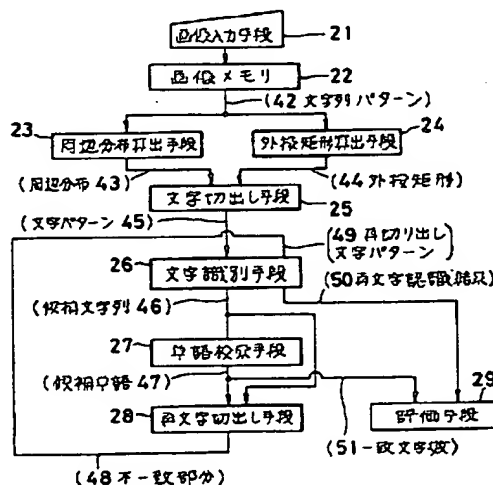 画像入力手段
21
画像メモリ
22
(42 文字列パターン)
23
周辺分布算出手段
24
外接矩形算出手段
(周辺分布 43)
(44 外接矩形)
文字切出し手段
25
(文字パターン 45)
(49 再切り出し文字パターン)
26
文字識別手段
(50 再文字認識結果)
(候補文字列 46)
27
単語校合手段
(候補単語 47)
28
再文字切出し手段
29
評価手段
(51 一致文字数)
(48 不一致部分)